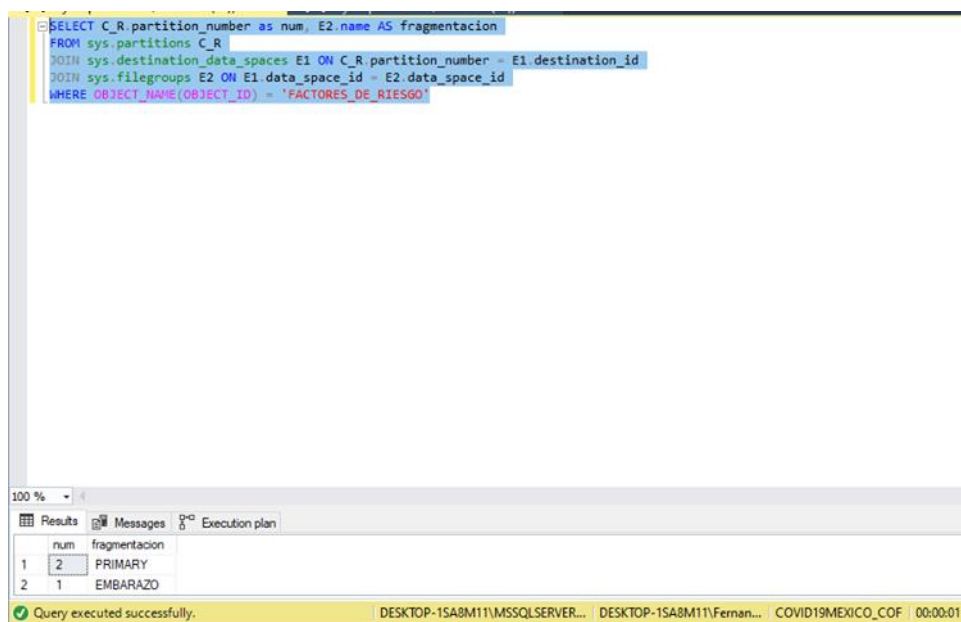 SELECT C_R.partition_number as num, E2.name AS fragmentacion
FROM sys.partitions C_R
JOIN sys.destination_data_spaces E1 ON C_R.partition_number = E1.destination_id
JOIN sys.filegroups E2 ON E1.data_space_id = E2.data_space_id
WHERE OBJECT_NAME(OBJECT_ID) = 'FACTORES_DE_RIESGO'
100 %
Results Messages Execution plan
num fragmentacion
1 2 PRIMARY
2 1 EMBARAZO
Query executed successfully. DESKTOP-1SA8M11\MSSQLSERVER... DESKTOP-1SA8M11\Fernan... COVID19MEXICO_COF 00:00:01